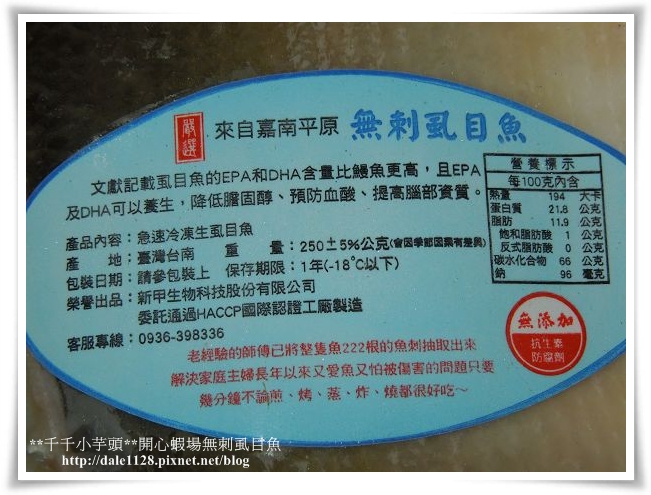 嚴選 來自嘉南平原 無刺虱目魚
文獻記載虱目魚的EPA和DHA含量比鰻魚更高,且EPA
及DHA可以養生,降低膽固醇、預防血酸、提高腦部資質。
產品內容:急速冷凍生虱目魚
產 地:臺灣台南 重 量:250±5%公克(會因季節因素有差異)
包裝日期:請參包裝上 保存期限:1年(-18°C以下)
榮譽出品:新甲生物科技股份有限公司
委託通過HACCP國際認證工廠製造
客服專線:0936-398336
營養標示
每100克內含
熱量 194 大卡
蛋白質 21.8 公克
脂肪 11.9 公克
飽和脂肪酸 1 公克
反式脂肪酸 0 公克
碳水化合物 66 公克
鈉 96 毫克
無添加
抗生素
防腐劑
老經驗的師傅已將整隻魚222根的魚刺抽取出來
解決家庭主婦長年以來又愛魚又怕被傷害的問題只要
幾分鐘不論煎、烤、蒸、炸、燒都很好吃~
**千千小芋頭**開心蝦場無刺虱目魚
http://dale1128.pixnet.net/blog